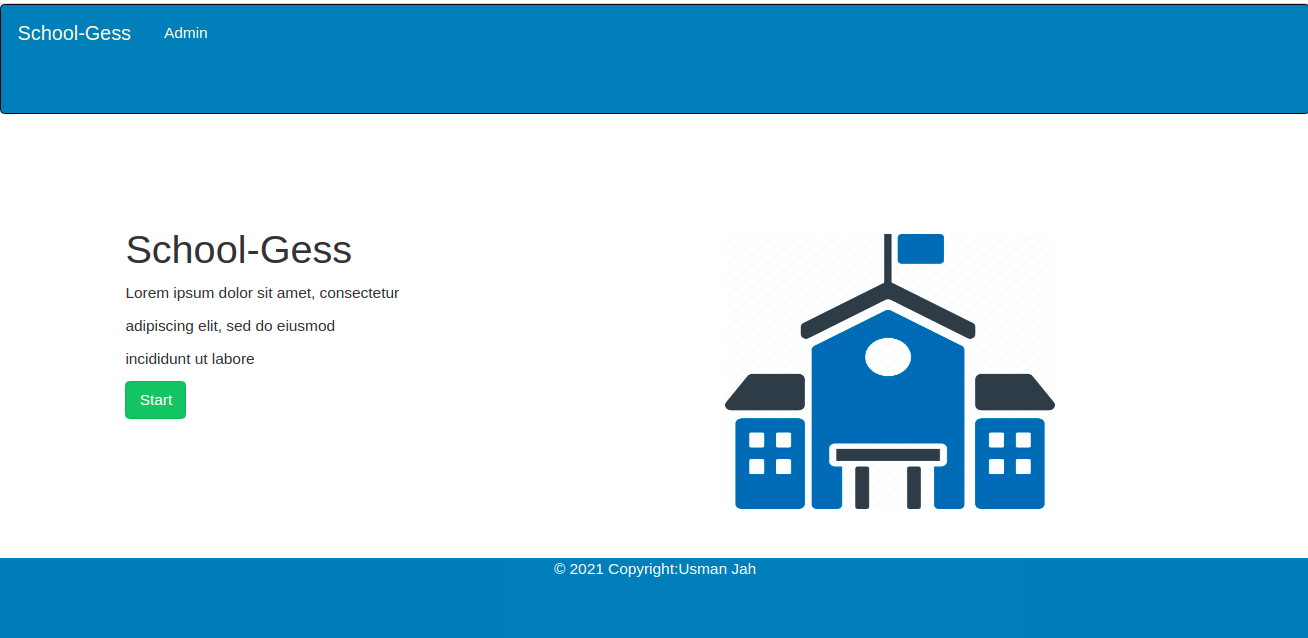 School-Gess Admin
School-Gess
Lorem ipsum dolor sit amet, consectetur
adipiscing elit, sed do eiusmod
incididunt ut labore
Start
© 2021 Copyright:Usman Jah